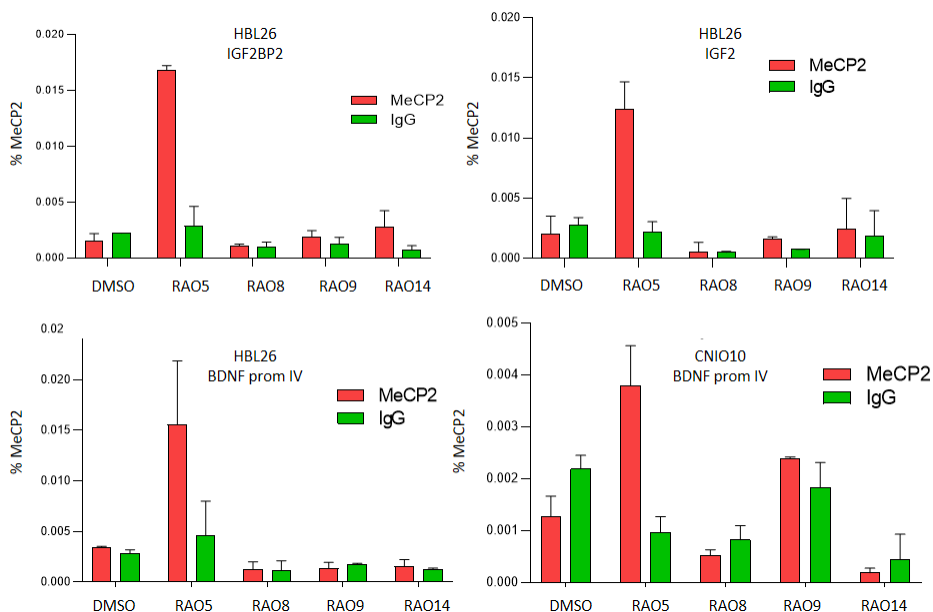 HBL26
IGF2BP2
% MeCP2
0.020
0.015
0.010
0.005
0.000
MeCP2
IgG
DMSO RAO5 RAO8 RAO9 RAO14
HBL26
IGF2
% MeCP2
0.020
0.015
0.010
0.005
0.000
MeCP2
IgG
DMSO RAO5 RAO8 RAO9 RAO14
HBL26
BDNF prom IV
% MeCP2
0.02
0.020
0.015
0.010
0.005
0.000
MeCP2
IgG
DMSO RAO5 RAO8 RAO9 RAO14
CNIO10
BDNF prom IV
% MeCP2
0.005
0.004
0.003
0.002
0.001
0.000
MeCP2
IgG
DMSO RAO5 RAO8 RAO9 RAO14